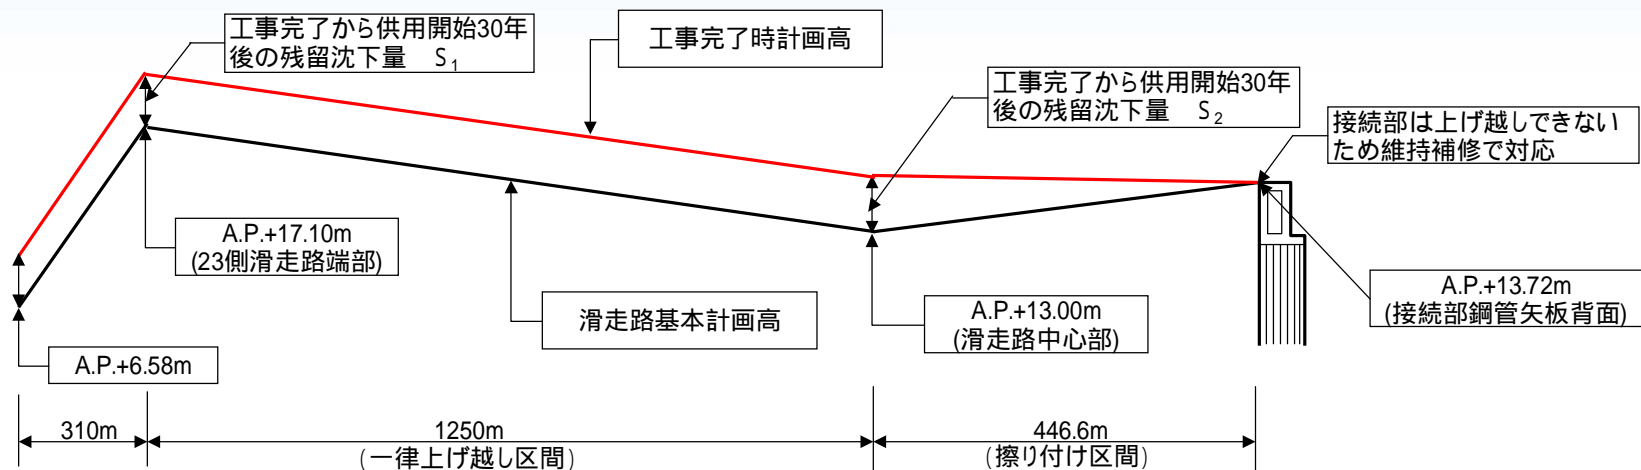 工事完了から供用開始30年
後の残留沈下量　S₁
工事完了時計画高
工事完了から供用開始30年
後の残留沈下量　S₂
接続部は上げ越しできない
ため維持補修で対応
A.P.+17.10m
(23側滑走路端部)
滑走路基本計画高
A.P.+13.00m
(滑走路中心部)
A.P.+13.72m
(接続部鋼管矢板背面)
A.P.+6.58m
310m
1250m
(一律上げ越し区間)
446.6m
(擦り付け区間)